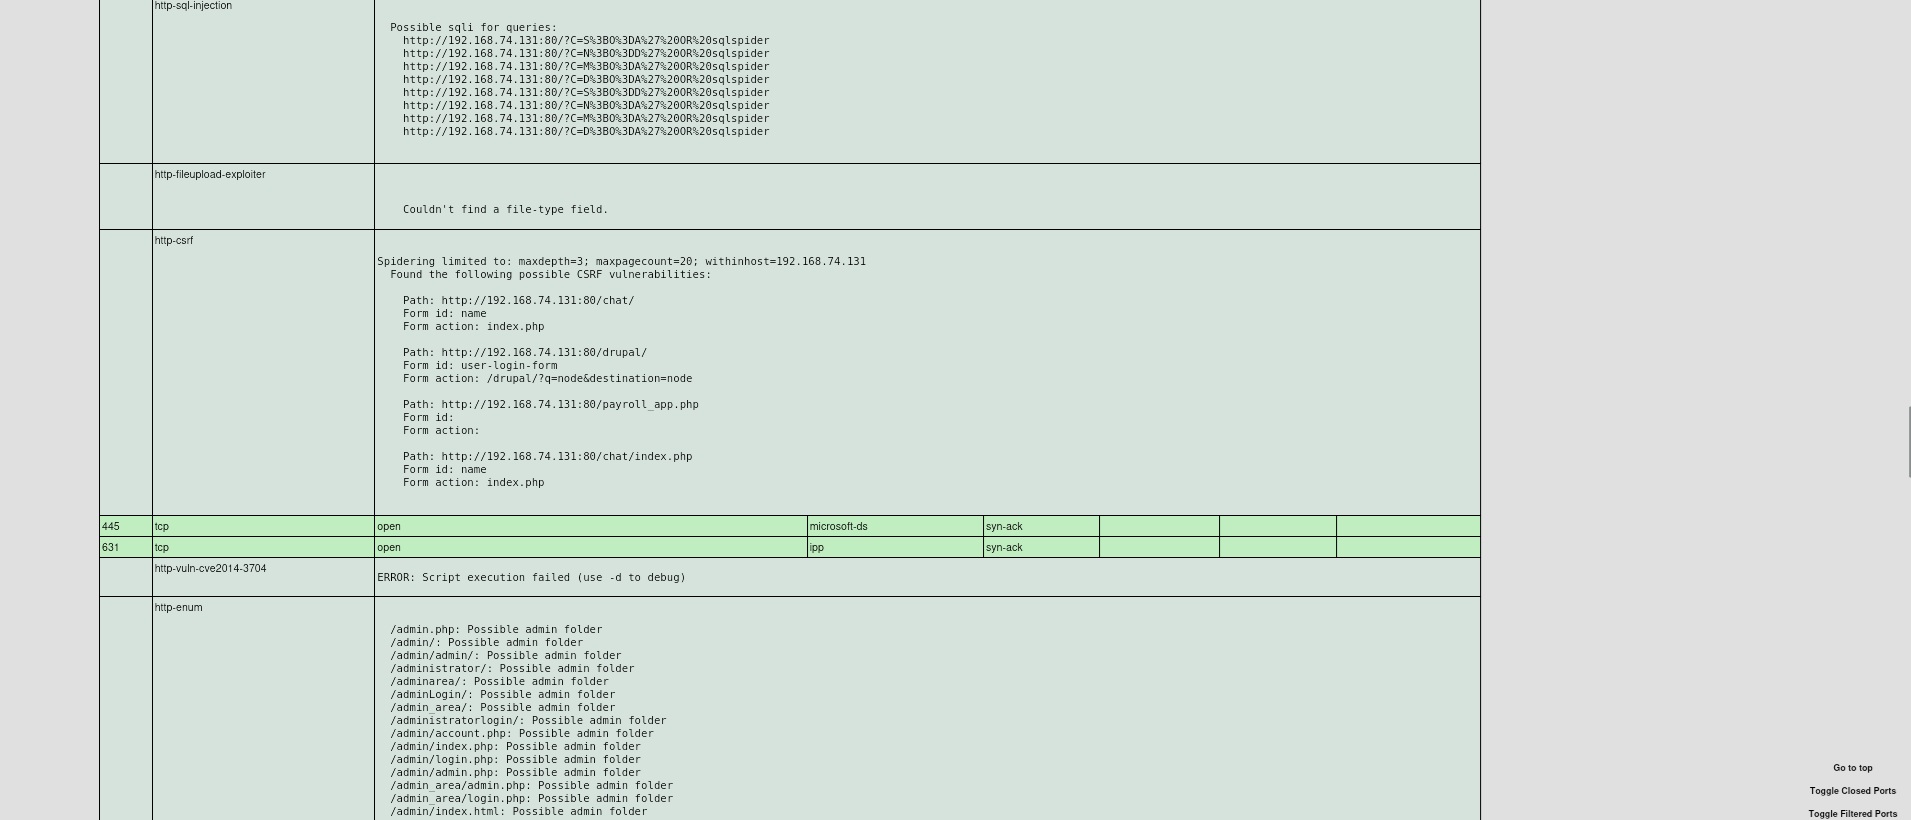 http-sql-injection
Possible sqli for queries:
http://192.168.74.131:80/?C=S%3BO%3DA%27%20OR%20sqlspider
http://192.168.74.131:80/?C=N%3BO%3DD%27%20OR%20sqlspider
http://192.168.74.131:80/?C=M%3BO%3DA%27%20OR%20sqlspider
http://192.168.74.131:80/?C=D%3BO%3DA%27%20OR%20sqlspider
http://192.168.74.131:80/?C=S%3BO%3DD%27%20OR%20sqlspider
http://192.168.74.131:80/?C=N%3BO%3DA%27%20OR%20sqlspider
http://192.168.74.131:80/?C=M%3BO%3DA%27%20OR%20sqlspider
http://192.168.74.131:80/?C=D%3BO%3DA%27%20OR%20sqlspider
http-fileupload-exploiter
Couldn't find a file-type field.
http-csrf
Spidering limited to: maxdepth=3; maxpagecount=20; withinhost=192.168.74.131
Found the following possible CSRF vulnerabilities:
Path: http://192.168.74.131:80/chat/
Form id: name
Form action: index.php
Path: http://192.168.74.131:80/drupal/
Form id: user-login-form
Form action: /drupal/?q=node&destination=node
Path: http://192.168.74.131:80/payroll_app.php
Form id:
Form action:
Path: http://192.168.74.131:80/chat/index.php
Form id: name
Form action: index.php
445 tcp open microsoft-ds syn-ack
631 tcp open ipp syn-ack
http-vuln-cve2014-3704
ERROR: Script execution failed (use -d to debug)
http-enum
/admin.php: Possible admin folder
/admin/: Possible admin folder
/admin/admin/: Possible admin folder
/administrator/: Possible admin folder
/adminarea/: Possible admin folder
/adminLogin/: Possible admin folder
/admin_area/: Possible admin folder
/administratorlogin/: Possible admin folder
/admin/account.php: Possible admin folder
/admin/index.php: Possible admin folder
/admin/login.php: Possible admin folder
/admin/admin.php: Possible admin folder
/admin_area/admin.php: Possible admin folder
/admin_area/login.php: Possible admin folder
/admin/index.html: Possible admin folder
Go to top
Toggle Closed Ports
Toggle Filtered Ports